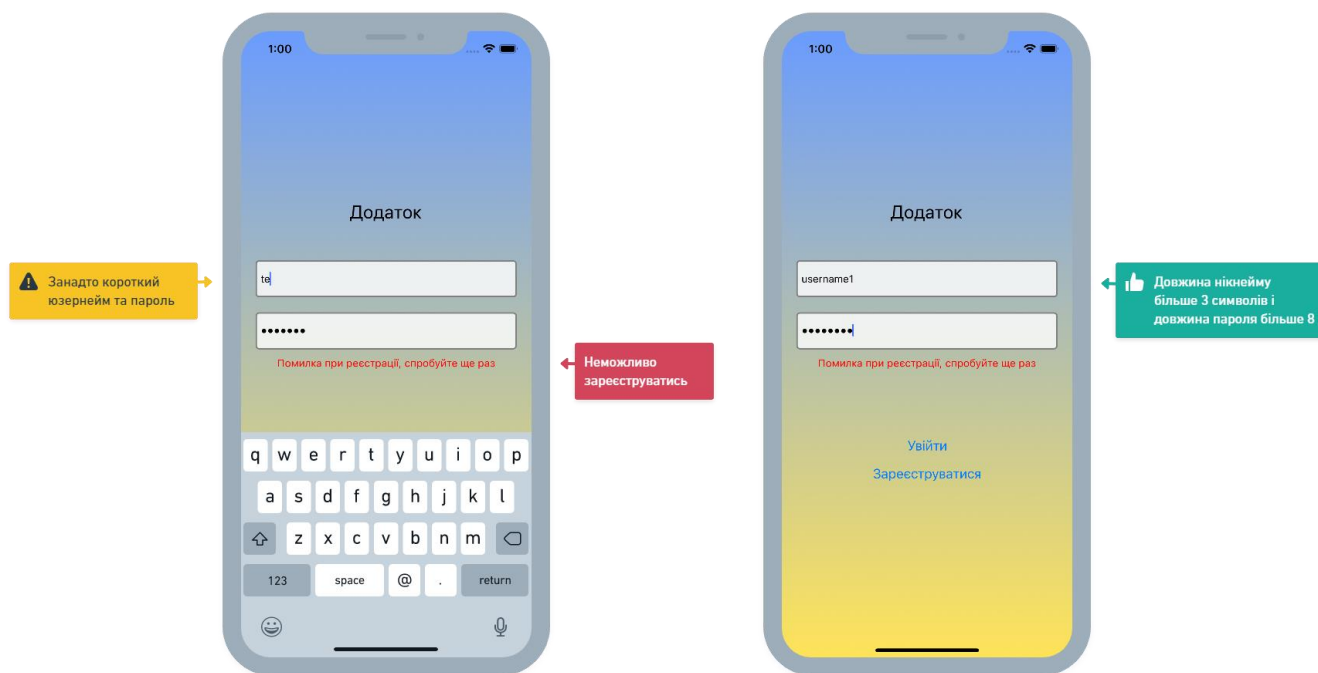 1:00
Додаток
Занадто короткий
юзернейм та пароль
te
•••••••
Помилка при реєстрації, спробуйте ще раз
Неможливо
зареєструватись
q w e r t y u i o p
a s d f g h j k l
z x c v b n m
123 space @ . return
1:00
Додаток
username1
••••••••
Помилка при реєстрації, спробуйте ще раз
Довжина нікнейму
більше 3 символів і
довжина пароля більше 8
Увійти
Зареєструватися